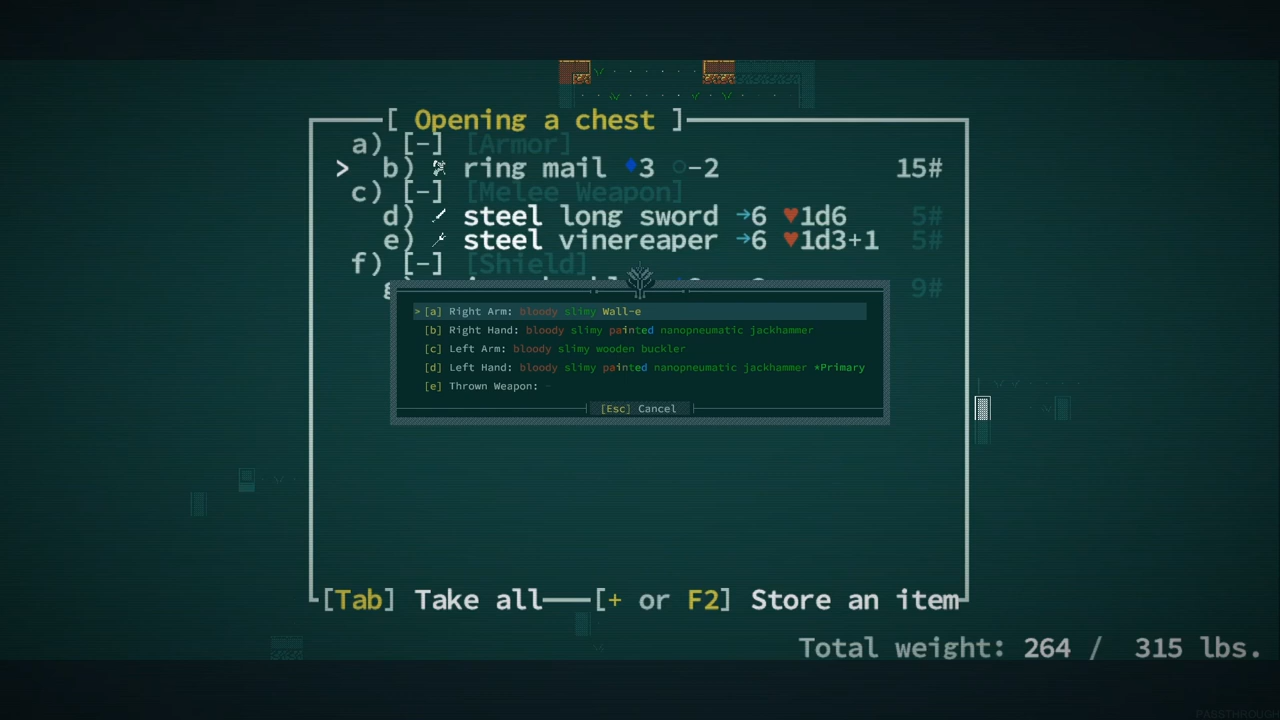 [ Opening a chest ]
a) [-] [Armor]
> b) ring mail ♦3 ○-2 15#
c) [-] [Melee Weapon]
d) steel long sword →6 ♥1d6 5#
e) steel vinereaper →6 ♥1d3+1 5#
f) [-] [Shield]
9#
> [a] Right Arm: bloody slimy Wall-e
[b] Right Hand: bloody slimy painted nanopneumatic jackhammer
[c] Left Arm: bloody slimy wooden buckler
[d] Left Hand: bloody slimy painted nanopneumatic jackhammer *Primary
[e] Thrown Weapon: -
[Esc] Cancel
[Tab] Take all [+ or F2] Store an item
Total weight: 264 / 315 lbs.
PASSTHROUGH